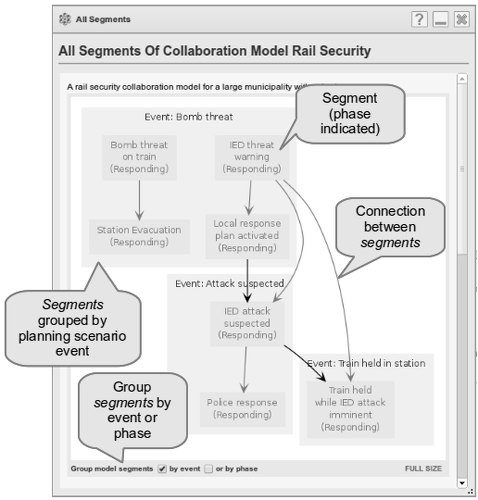 All Segments
All Segments Of Collaboration Model Rail Security
A rail security collaboration model for a large municipality
Event: Bomb threat
Segment
(phase
indicated)
Bomb threat
on train
(Responding)
IED threat
warning
(Responding)
Station Evacuation
(Responding)
Local response
plan activated
(Responding)
Connection
between
segments
Event: Attack suspected
Segments
grouped by
planning scenario
event
IED attack
suspected
(Responding)
Event: Train held in station
Group
segments by
event or
phase
Police response
(Responding)
Train held
while IED attack
imminent
(Responding)
Group model segments by event or by phase
FULL SIZE